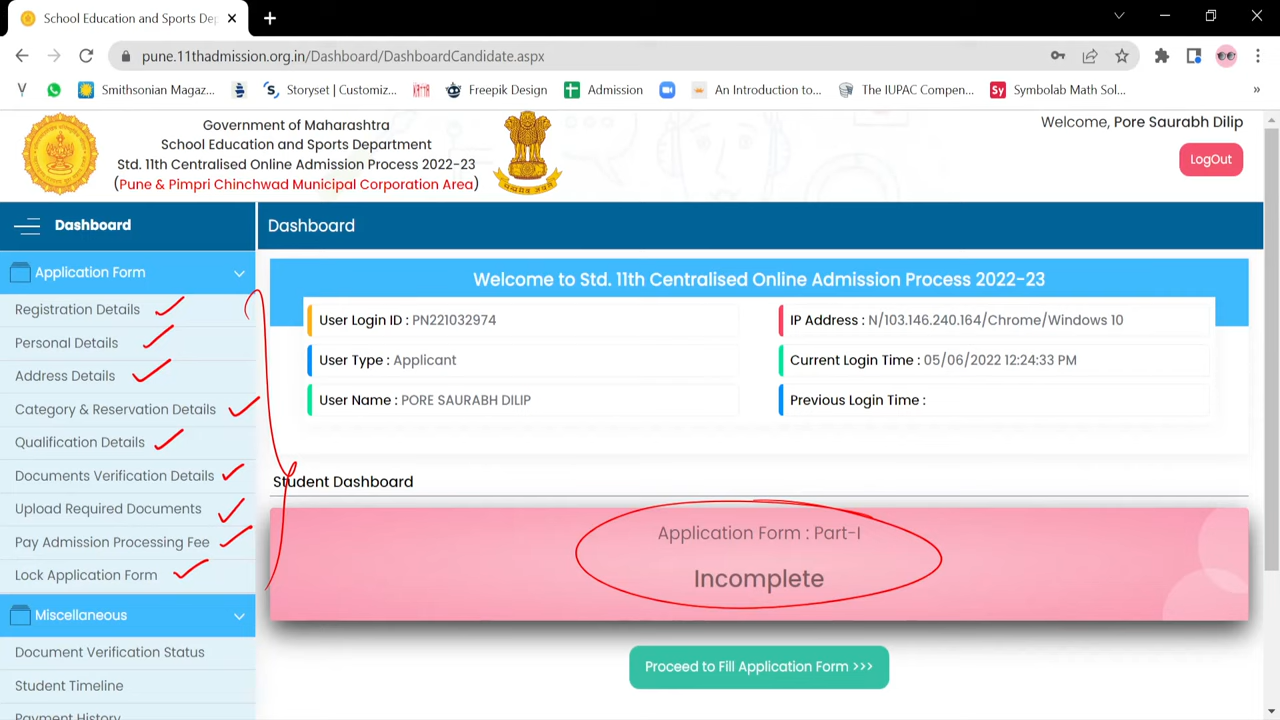 School Education and Sports De
pune.11thadmission.org.in/Dashboard/DashboardCandidate.aspx
Smithsonian Magaz...
Storyset | Customiz...
Freepik Design
Admission
An Introduction to...
The IUPAC Compen...
Sy Symbolab Math Sol...
Government of Maharashtra
School Education and Sports Department
Std. 11th Centralised Online Admission Process 2022-23
(Pune & Pimpri Chinchwad Municipal Corporation Area)
Welcome, Pore Saurabh Dilip
LogOut
Dashboard
Application Form
Registration Details
Personal Details
Address Details
Category & Reservation Details
Qualification Details
Documents Verification Details
Upload Required Documents
Pay Admission Processing Fee
Lock Application Form
Miscellaneous
Document Verification Status
Student Timeline
Payment History
Dashboard
Welcome to Std. 11th Centralised Online Admission Process 2022-23
User Login ID : PN221032974
IP Address : N/103.146.240.164/Chrome/Windows 10
User Type : Applicant
Current Login Time : 05/06/2022 12:24:33 PM
User Name : PORE SAURABH DILIP
Previous Login Time :
Student Dashboard
Application Form : Part-I
Incomplete
Proceed to Fill Application Form >>>